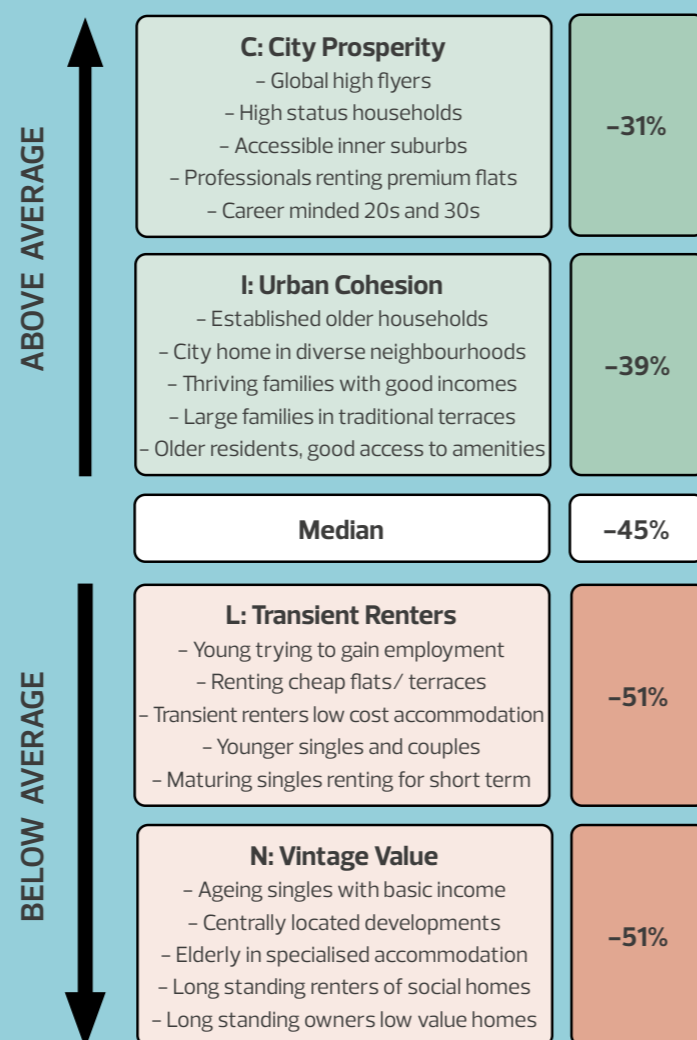 ABOVE AVERAGE
C: City Prosperity
– Global high flyers
– High status households
– Accessible inner suburbs
– Professionals renting premium flats
– Career minded 20s and 30s
–31%
I: Urban Cohesion
– Established older households
– City home in diverse neighbourhoods
– Thriving families with good incomes
– Large families in traditional terraces
– Older residents, good access to amenities
–39%
Median
–45%
BELOW AVERAGE
L: Transient Renters
– Young trying to gain employment
– Renting cheap flats/ terraces
– Transient renters low cost accommodation
– Younger singles and couples
– Maturing singles renting for short term
–51%
N: Vintage Value
– Ageing singles with basic income
– Centrally located developments
– Elderly in specialised accommodation
– Long standing renters of social homes
– Long standing owners low value homes
–51%